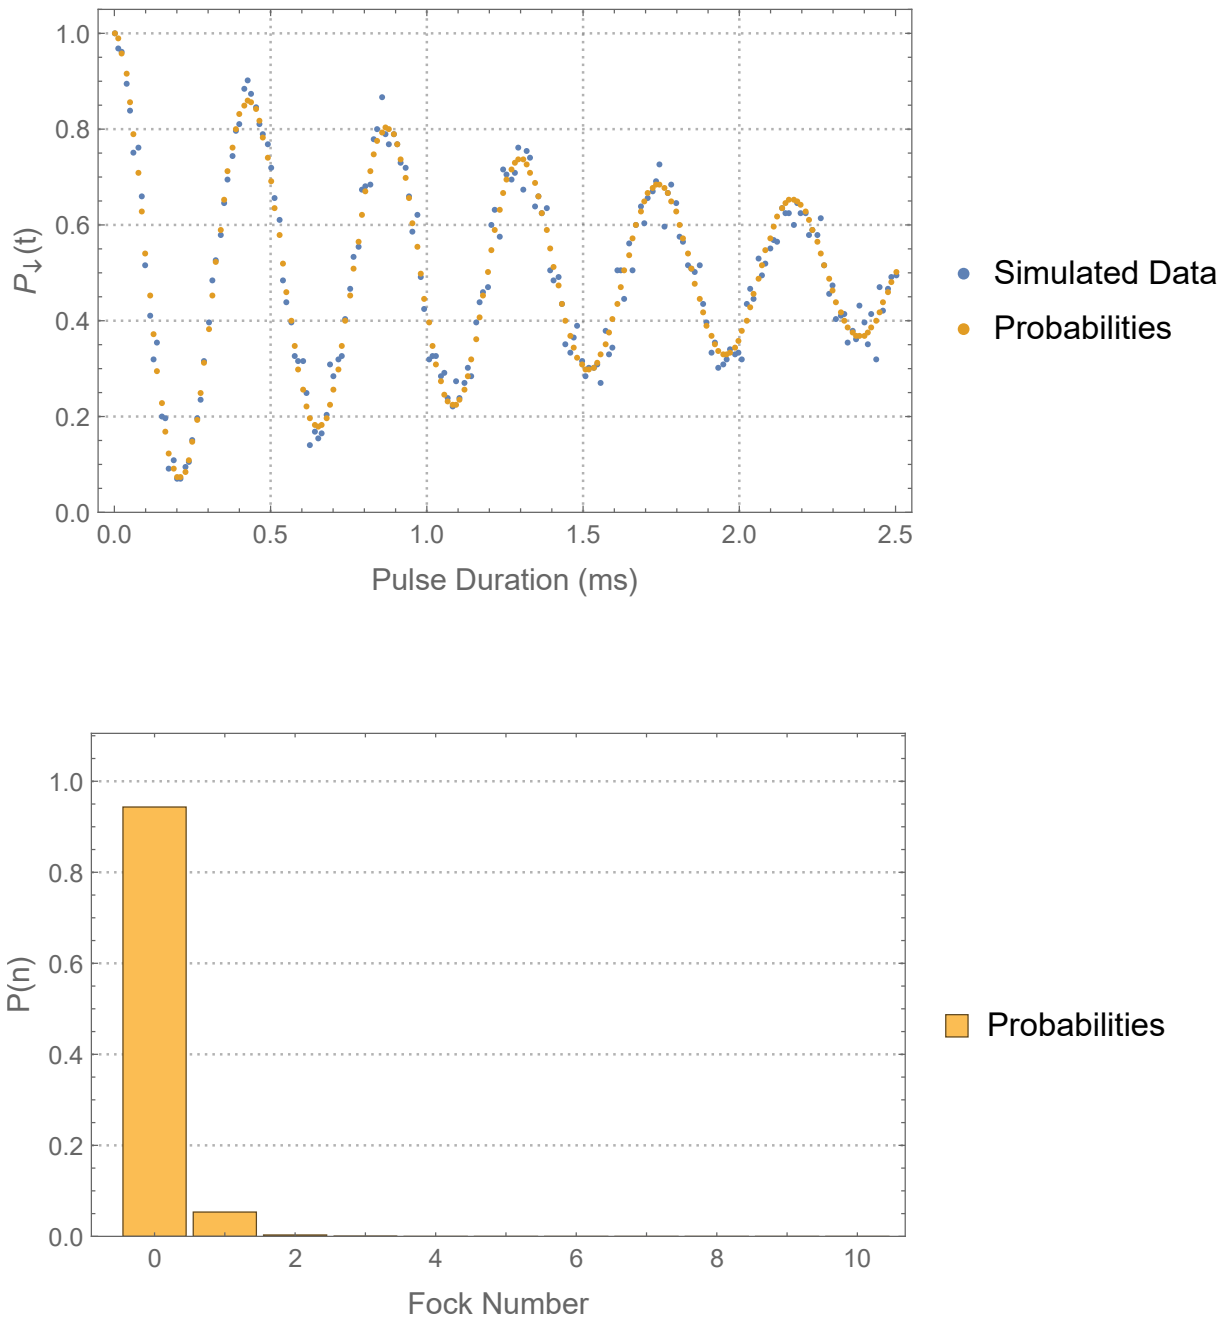 1.0
0.8
0.6
0.4
0.2
0.0
P↓(t)
0.0 0.5 1.0 1.5 2.0 2.5
Pulse Duration (ms)
Simulated Data
Probabilities
1.0
0.8
0.6
0.4
0.2
0.0
P(n)
0 2 4 6 8 10
Fock Number
Probabilities